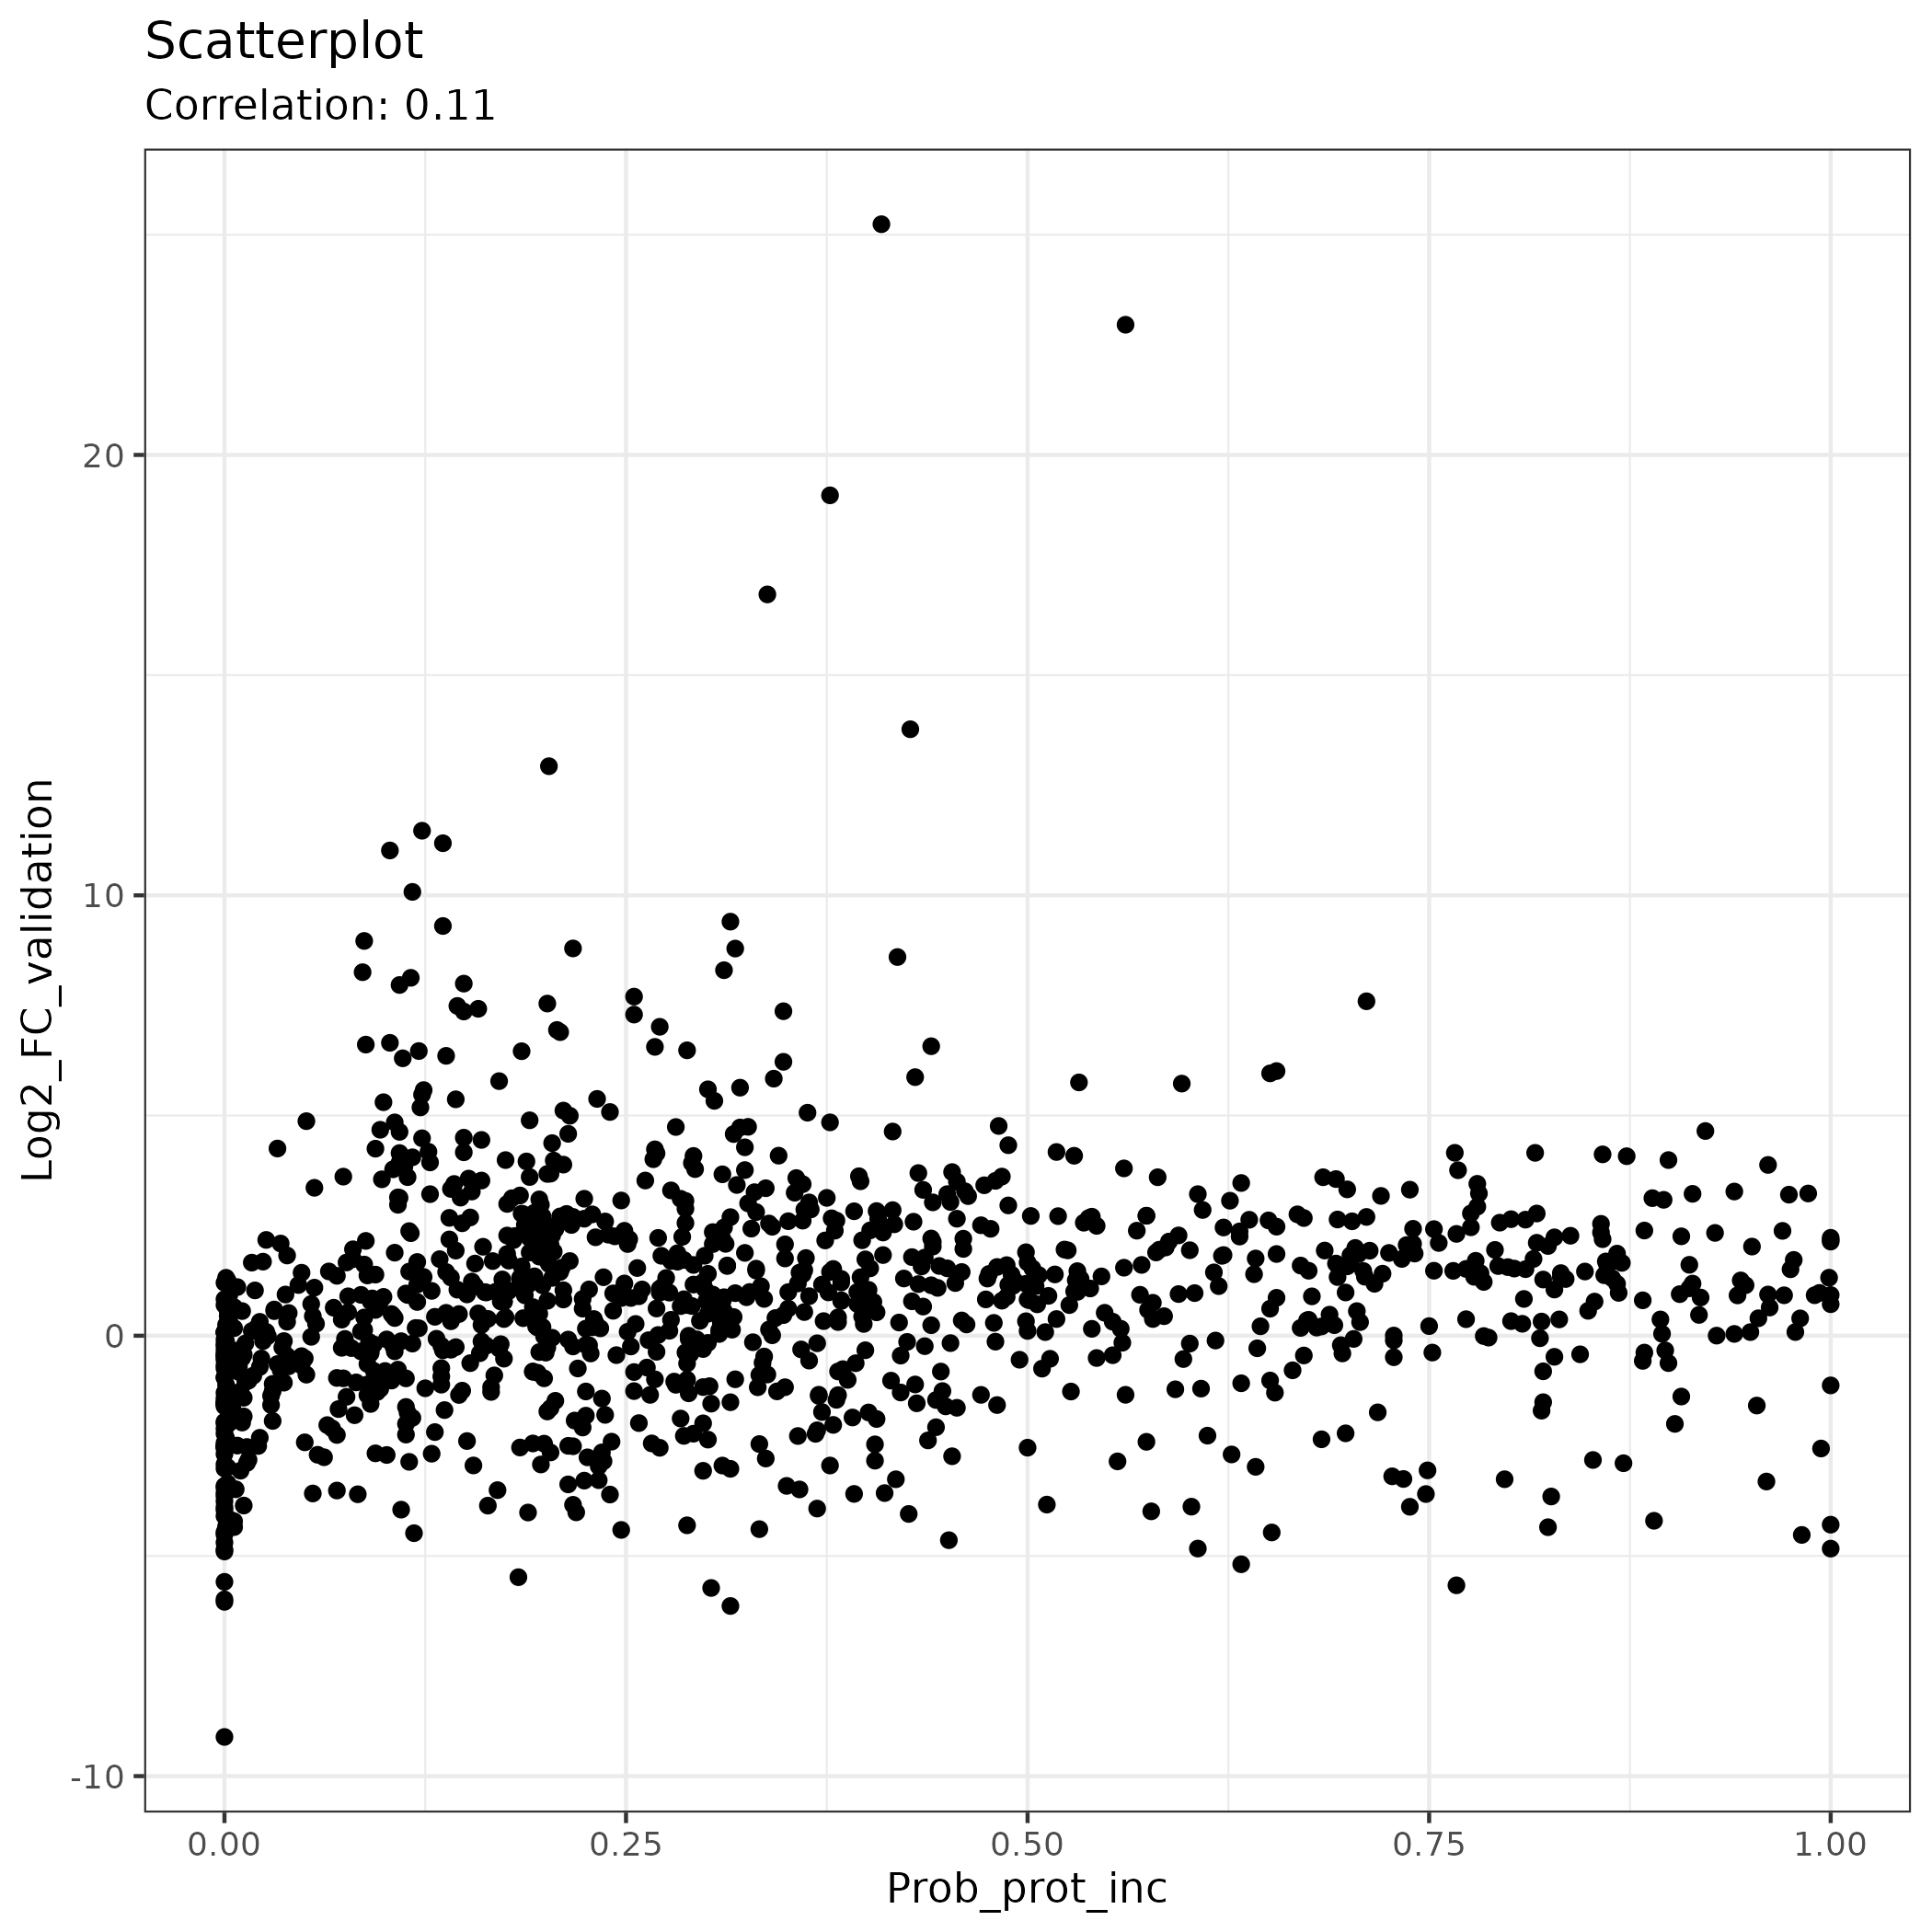 Scatterplot
Correlation: 0.11
Log2_FC_validation
20
10
0
-10
0.00 0.25 0.50 0.75 1.00
Prob_prot_inc